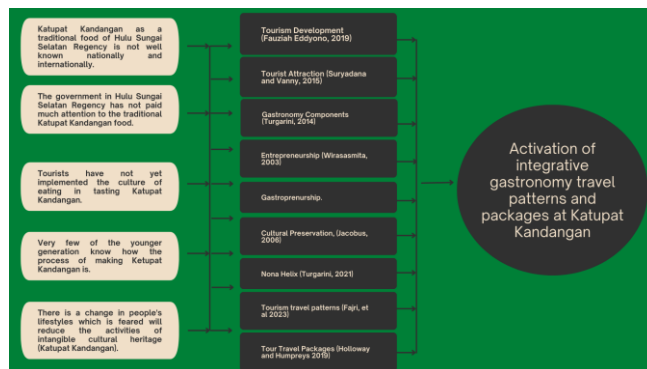 Katupat Kandangan as a
traditional food of Hulu Sungai
Selatan Regency is not well
known nationally and
internationally.
The government in Hulu Sungai
Selatan Regency has not paid
much attention to the traditional
Katupat Kandangan food.
Tourists have not yet
implemented the culture of
eating in tasting Katupat
Kandangan.
Very few of the younger
generation know how the
process of making Ketupat
Kandangan is.
There is a change in people's
lifestyles which is feared will
reduce the activities of
intangible cultural heritage
(Katupat Kandangan).
Tourism Development
(Fauziah Eddyono, 2019)
Tourist Attraction (Suryadana
and Vanny, 2015)
Gastronomy Components
(Turgarini, 2014)
Entrepreneurship (Wirasasmita,
2003)
Gastroprenurship.
Cultural Preservation, (Jacobus,
2006)
Nona Helix (Turgarini, 2021)
Tourism travel patterns (Fajri, et
al 2023)
Tour Travel Packages (Holloway
and Humpreys 2019)
Activation of
integrative
gastronomy travel
patterns and
packages at Katupat
Kandangan